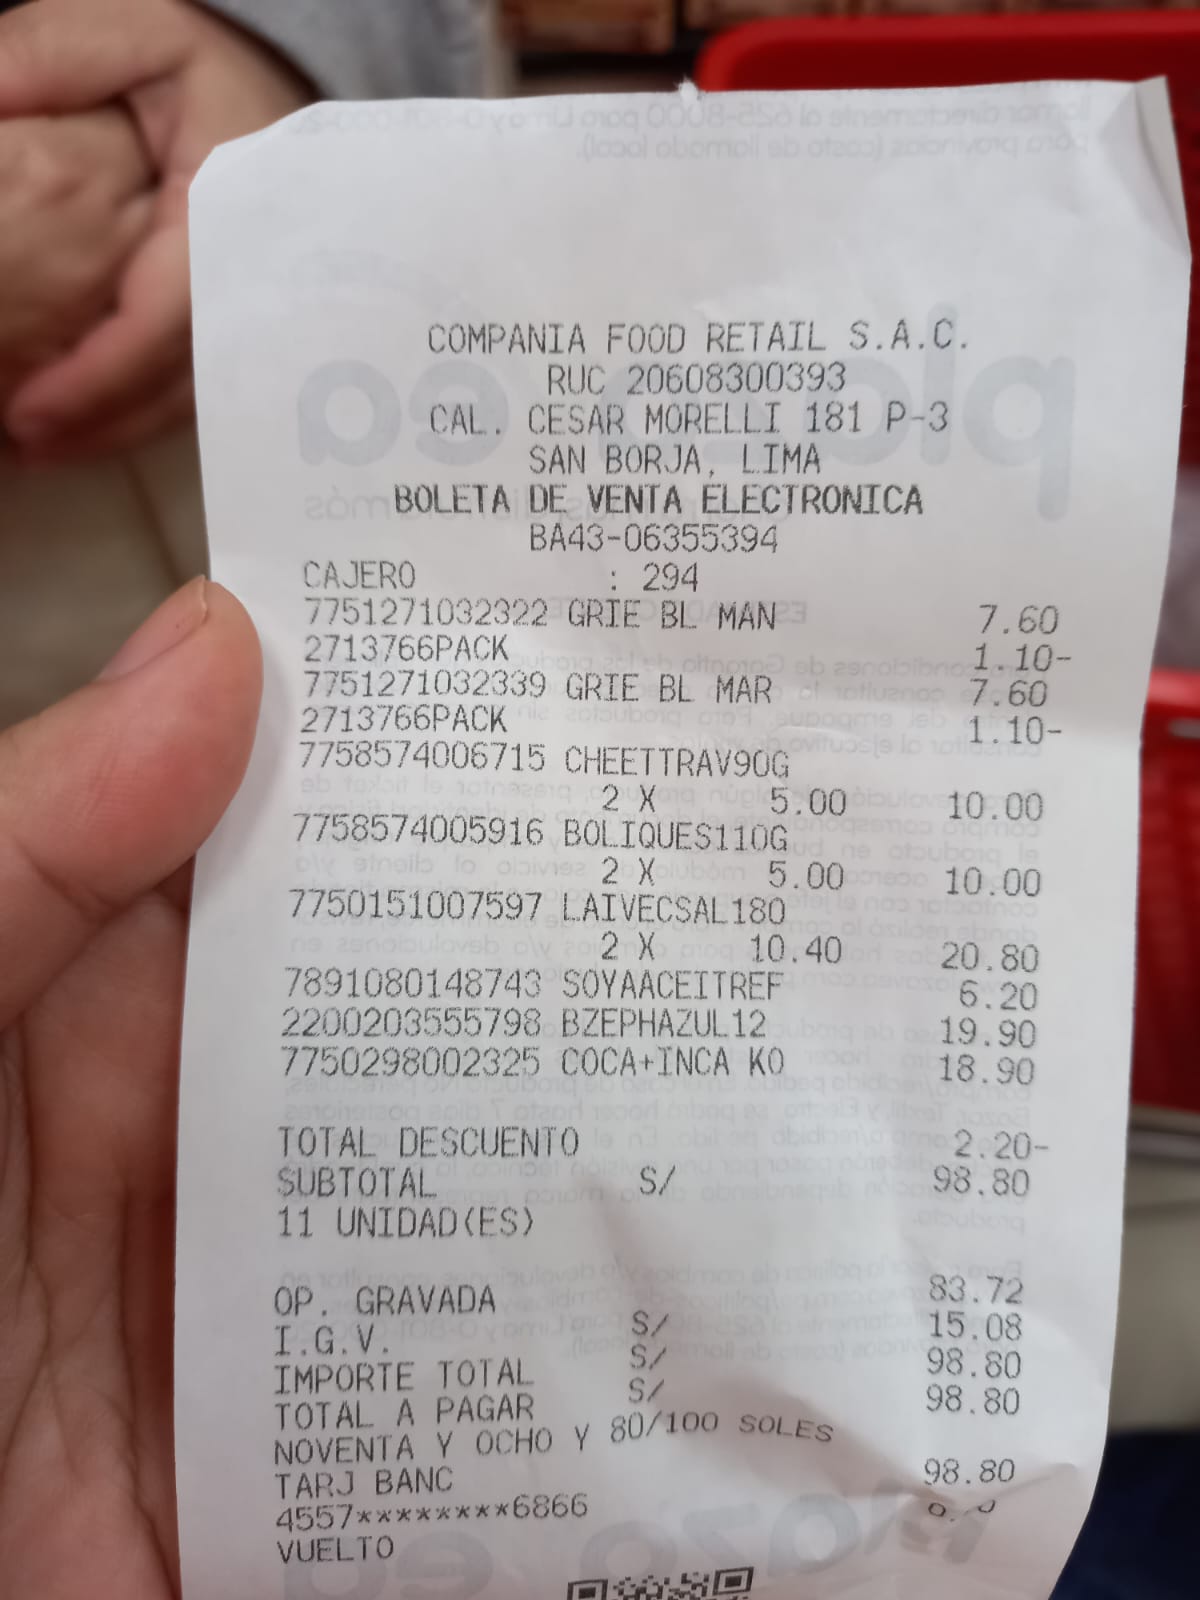 COMPANIA FOOD RETAIL S.A.C.
RUC 20608300393
CAL. CESAR MORELLI 181 P-3
SAN BORJA, LIMA
BOLETA DE VENTA ELECTRONICA
BA43-06355394
CAJERO : 294
7751271032322 GRIE BL MAN 7.60
2713766PACK 1.10-
7751271032339 GRIE BL MAR 7.60
2713766PACK 1.10-
7758574006715 CHEETTRAV90G
2 X 5.00 10.00
7758574005916 BOLIQUES110G
2 X 5.00 10.00
7750151007597 LAIVECSAL180
2 X 10.40 20.80
7891080148743 SOYAACEITREF 6.20
2200203555798 BZEPHAZUL12 19.90
7750298002325 COCA+INCA KO 18.90
TOTAL DESCUENTO 2.20-
SUBTOTAL S/ 98.80
11 UNIDAD(ES)
OP. GRAVADA S/ 83.72
I.G.V. S/ 15.08
IMPORTE TOTAL S/ 98.80
TOTAL A PAGAR 98.80
NOVENTA Y OCHO Y 80/100 SOLES
TARJ BANC 98.80
4557********6866
VUELTO